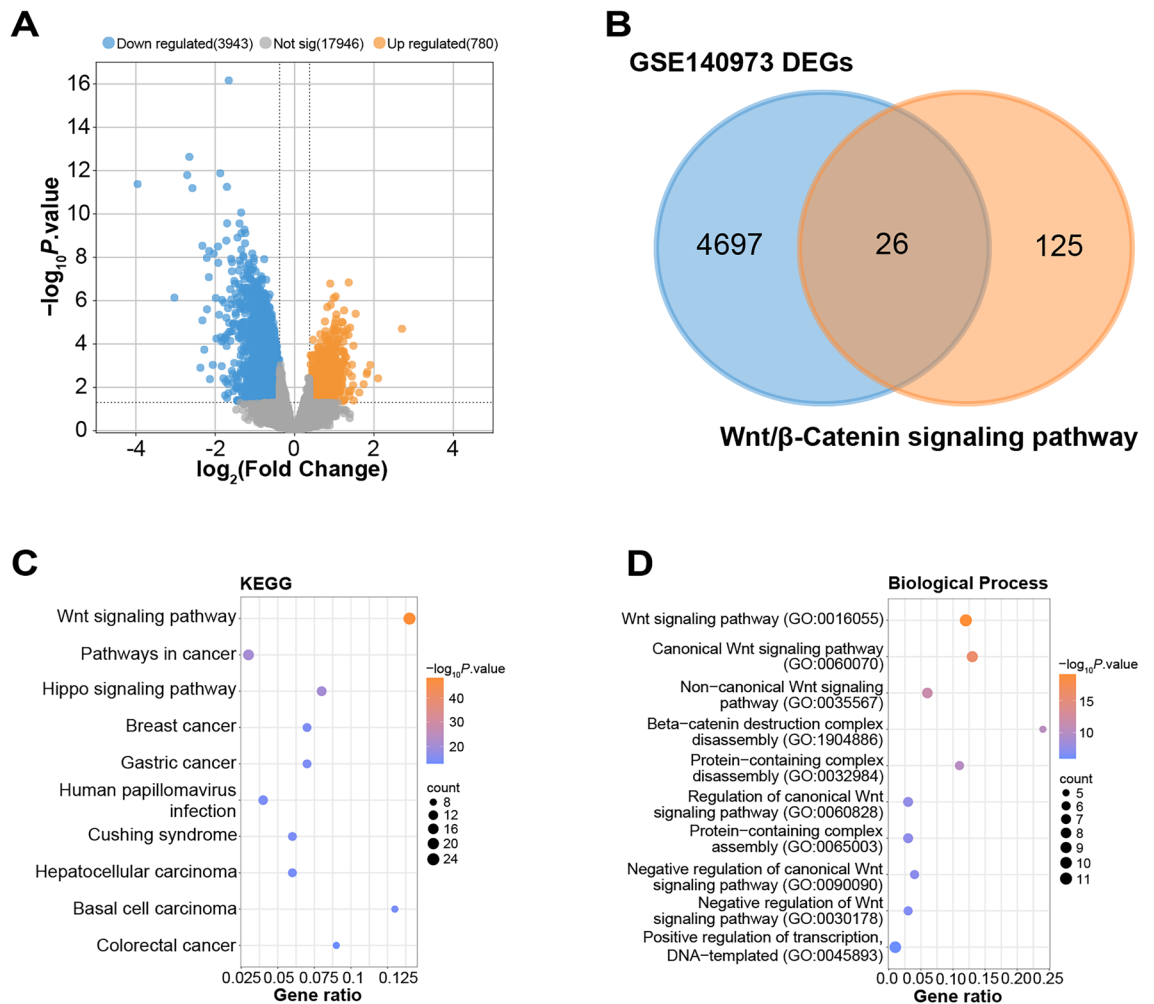 A
Down regulated(3943) Not sig(17946) Up regulated(780)
16
14
12
10
8
6
4
2
0
−log10P.value
-4 -2 0 2 4
log2(Fold Change)
B
GSE140973 DEGs
4697 26 125
Wnt/β-Catenin signaling pathway
C
KEGG
Wnt signaling pathway
Pathways in cancer
Hippo signaling pathway
Breast cancer
Gastric cancer
Human papillomavirus
infection
Cushing syndrome
Hepatocellular carcinoma
Basal cell carcinoma
Colorectal cancer
0.025 0.05 0.075 0.1 0.125
Gene ratio
−log10P.value
40
30
20
count
8
12
16
20
24
D
Biological Process
Wnt signaling pathway (GO:0016055)
Canonical Wnt signaling pathway
(GO:0060070)
Non−canonical Wnt signaling
pathway (GO:0035567)
Beta−catenin destruction complex
disassembly (GO:1904886)
Protein−containing complex
disassembly (GO:0032984)
Regulation of canonical Wnt
signaling pathway (GO:0060828)
Protein−containing complex
assembly (GO:0065003)
Negative regulation of canonical Wnt
signaling pathway (GO:0090090)
Negative regulation of Wnt
signaling pathway (GO:0030178)
Positive regulation of transcription,
DNA−templated (GO:0045893)
0.0 0.05 0.10 0.15 0.20 0.25
Gene ratio
−log10P.value
15
10
count
5
6
7
8
9
10
11